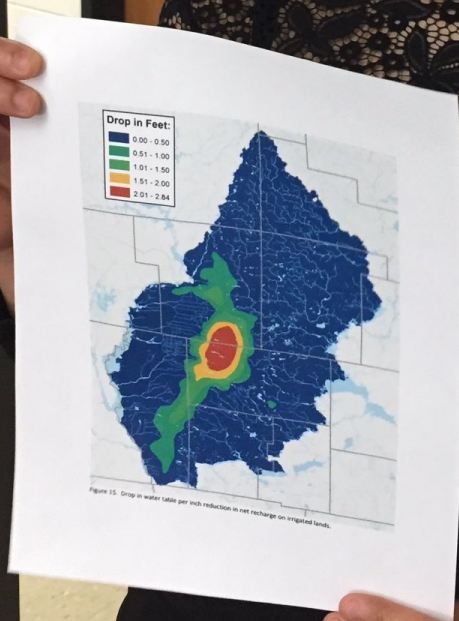 Drop in Feet:
0.00 - 0.50
0.51 - 1.00
1.01 - 1.50
1.51 - 2.00
2.01 - 2.84
Figure 15. Drop in water table per inch reduction in net recharge on irrigated lands.